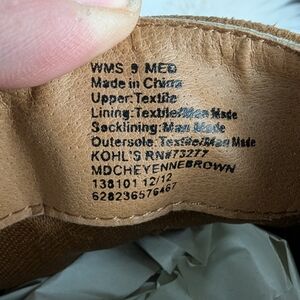 WMS 9 MED
Made in China
Upper: Textile
Lining: Textile/Man Made
Socklining: Man Made
Outersole: Textile/Man Made
KOHL'S RN#73277
MDCHEYENNEBROWN
138101 12/12
628236576467